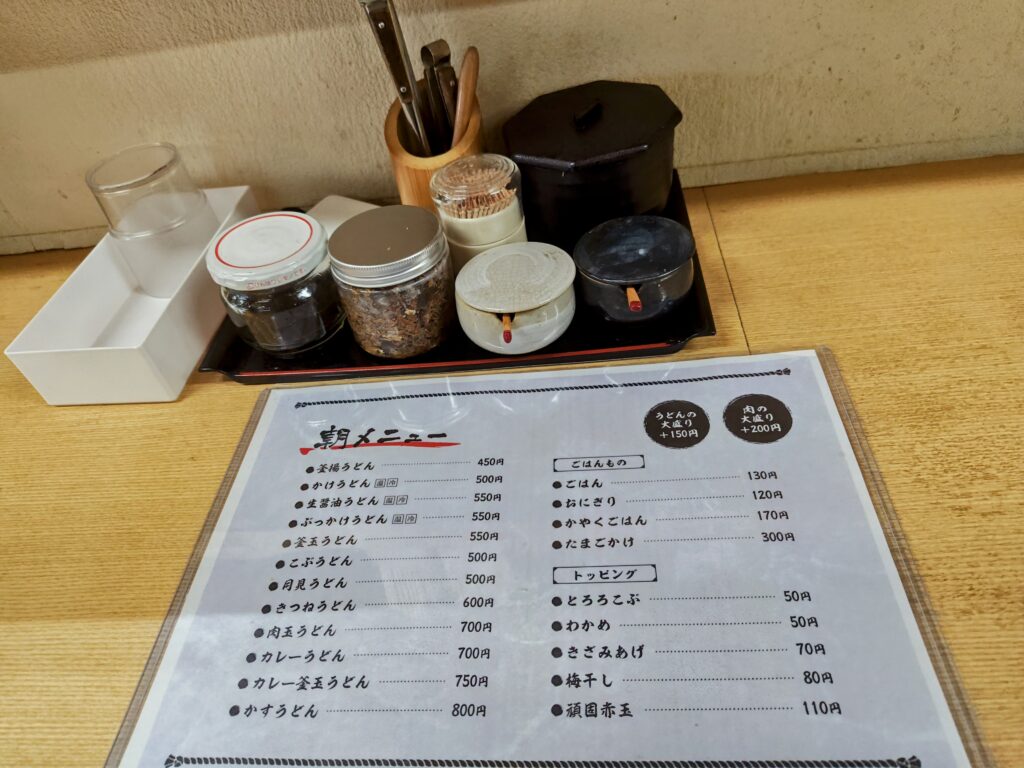 朝メニュー
●釜揚うどん 450円
●かけうどん 温 冷 500円
●生醤油うどん 温 冷 550円
●ぶっかけうどん 温 冷 550円
●釜玉うどん 550円
●こぶうどん 500円
●月見うどん 500円
●きつねうどん 600円
●肉玉うどん 700円
●カレーうどん 700円
●カレー釜玉うどん 750円
●かすうどん 800円
うどんの
大盛り
+150円
肉の
大盛り
+200円
ごはんもの
●ごはん 130円
●おにぎり 120円
●かやくごはん 170円
●たまごかけ 300円
トッピング
●とろろこぶ 50円
●わかめ 50円
●きざみあげ 70円
●梅干し 80円
●頑固赤玉 110円